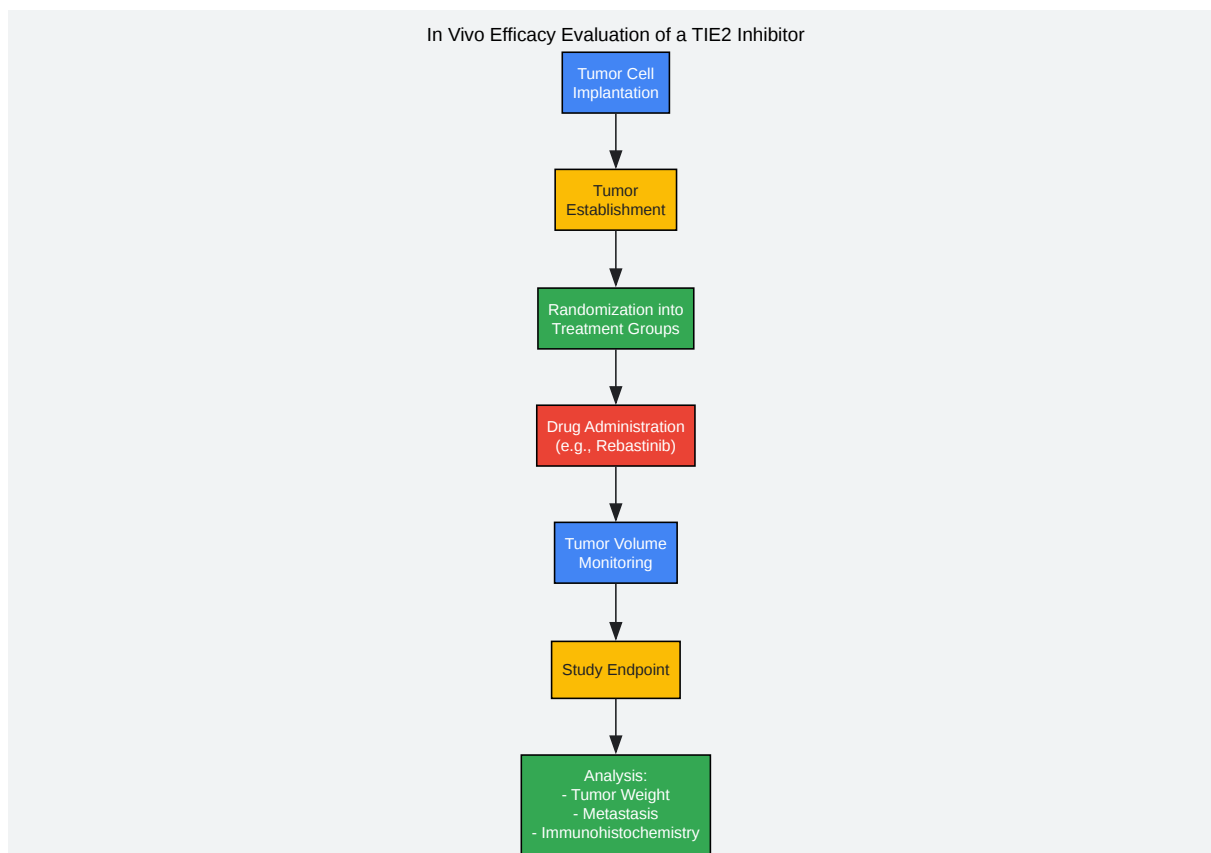 In Vivo Efficacy Evaluation of a TIE2 Inhibitor
Tumor Cell
Implantation
Tumor
Establishment
Randomization into
Treatment Groups
Drug Administration
(e.g., Rebastinib)
Tumor Volume
Monitoring
Study Endpoint
Analysis:
- Tumor Weight
- Metastasis
- Immunohistochemistry